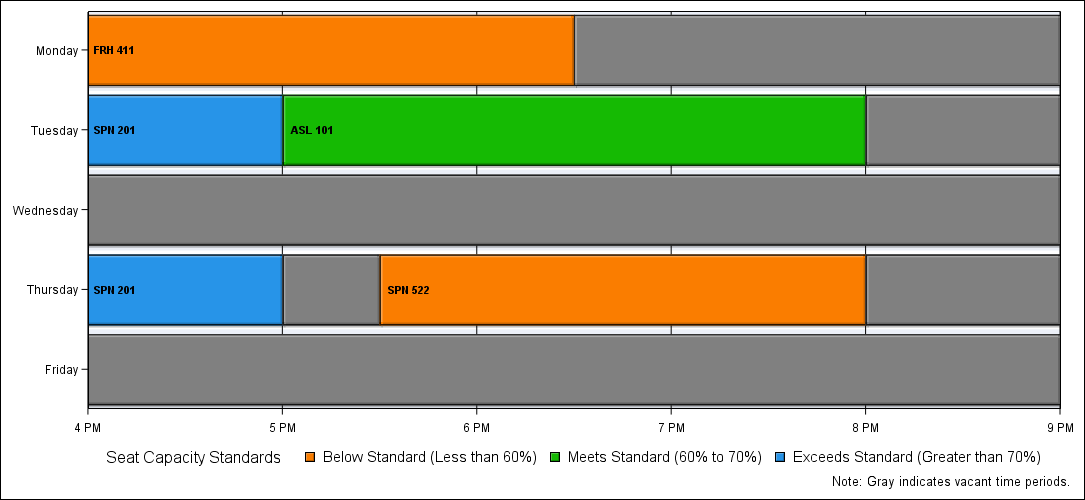 Monday
FRH 411
Tuesday
SPN 201
ASL 101
Wednesday
Thursday
SPN 201
SPN 522
Friday
4 PM 5 PM 6 PM 7 PM 8 PM 9 PM
Seat Capacity Standards Below Standard (Less than 60%) Meets Standard (60% to 70%) Exceeds Standard (Greater than 70%)
Note: Gray indicates vacant time periods.